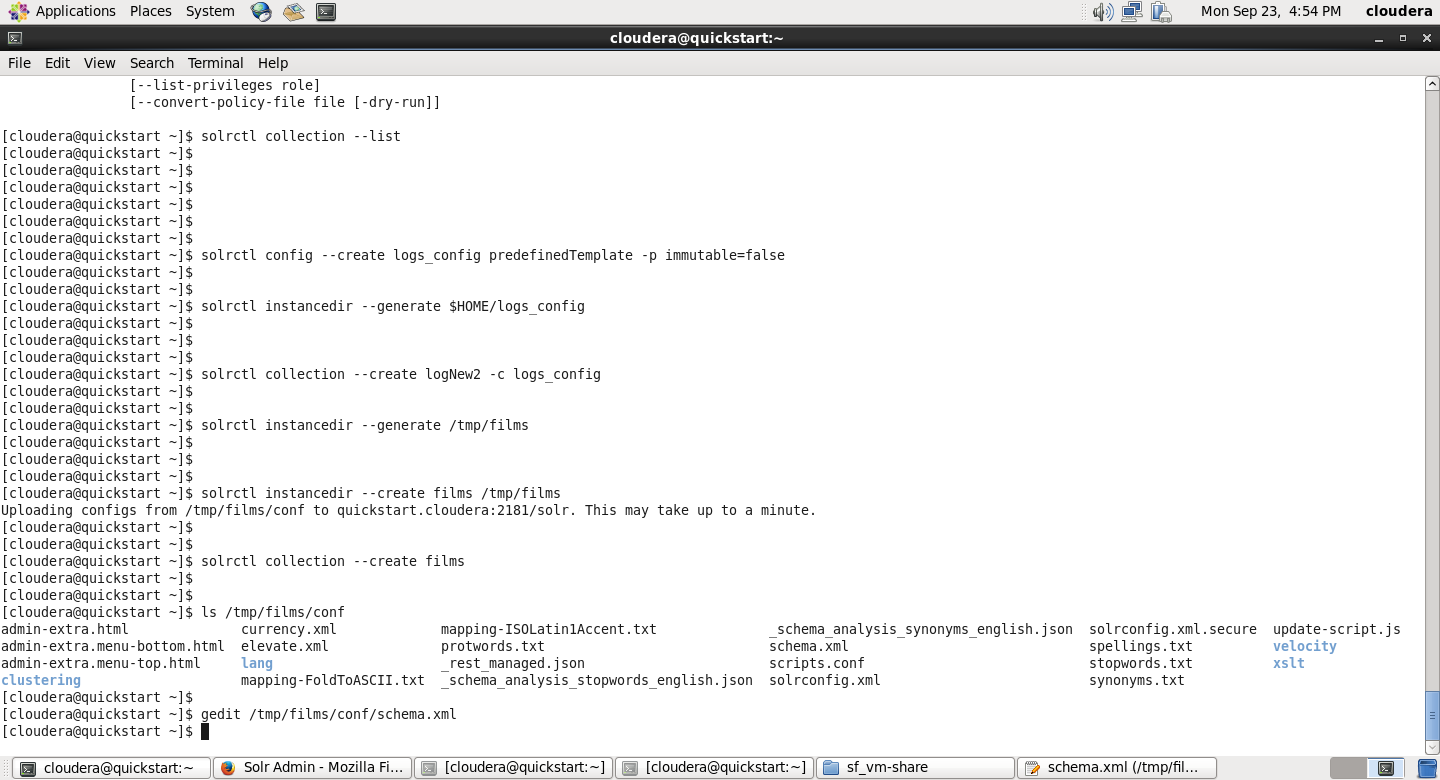 Applications Places System Mon Sep 23, 4:54 PM cloudera
cloudera@quickstart:~
File Edit View Search Terminal Help
[--list-privileges role]
[--convert-policy-file file [-dry-run]]
[cloudera@quickstart ~]$ solrctl collection --list
[cloudera@quickstart ~]$
[cloudera@quickstart ~]$
[cloudera@quickstart ~]$
[cloudera@quickstart ~]$
[cloudera@quickstart ~]$
[cloudera@quickstart ~]$
[cloudera@quickstart ~]$ solrctl config --create logs_config predefinedTemplate -p immutable=false
[cloudera@quickstart ~]$
[cloudera@quickstart ~]$
[cloudera@quickstart ~]$ solrctl instancedir --generate $HOME/logs_config
[cloudera@quickstart ~]$
[cloudera@quickstart ~]$
[cloudera@quickstart ~]$
[cloudera@quickstart ~]$ solrctl collection --create logNew2 -c logs_config
[cloudera@quickstart ~]$
[cloudera@quickstart ~]$
[cloudera@quickstart ~]$ solrctl instancedir --generate /tmp/films
[cloudera@quickstart ~]$
[cloudera@quickstart ~]$
[cloudera@quickstart ~]$
[cloudera@quickstart ~]$ solrctl instancedir --create films /tmp/films
Uploading configs from /tmp/films/conf to quickstart.cloudera:2181/solr. This may take up to a minute.
[cloudera@quickstart ~]$
[cloudera@quickstart ~]$
[cloudera@quickstart ~]$ solrctl collection --create films
[cloudera@quickstart ~]$
[cloudera@quickstart ~]$
[cloudera@quickstart ~]$ ls /tmp/films/conf
admin-extra.html currency.xml mapping-ISOLatin1Accent.txt _schema_analysis_synonyms_english.json solrconfig.xml.secure update-script.js
admin-extra.menu-bottom.html elevate.xml protwords.txt schema.xml spellings.txt velocity
admin-extra.menu-top.html lang _rest_managed.json scripts.conf stopwords.txt xslt
clustering mapping-FoldToASCII.txt _schema_analysis_stopwords_english.json solrconfig.xml synonyms.txt
[cloudera@quickstart ~]$
[cloudera@quickstart ~]$ gedit /tmp/films/conf/schema.xml
[cloudera@quickstart ~]$
cloudera@quickstart:~ Solr Admin - Mozilla Fi... [cloudera@quickstart:~] [cloudera@quickstart:~] sf_vm-share schema.xml (/tmp/fil...